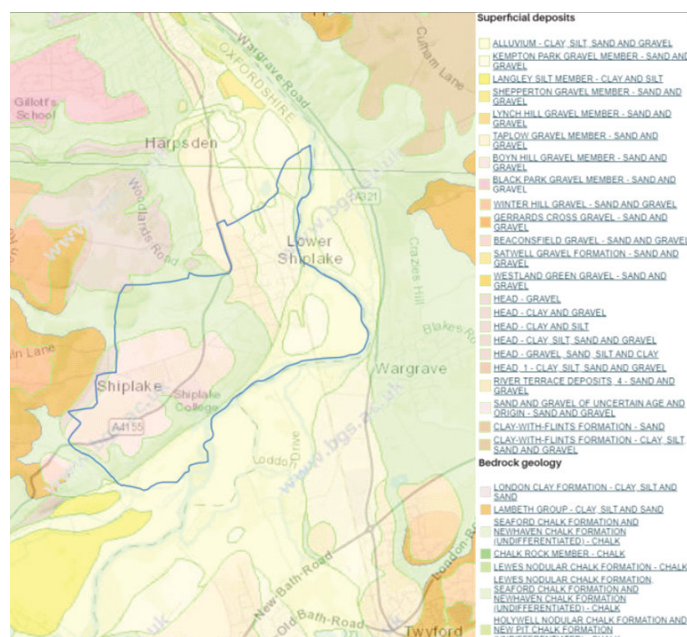 Superficial deposits
ALLUVIUM - CLAY, SILT, SAND AND GRAVEL
KEMPTON PARK GRAVEL MEMBER - SAND AND
GRAVEL
LANGLEY SILT MEMBER - CLAY AND SILT
SHEPPERTON GRAVEL MEMBER - SAND AND
GRAVEL
LYNCH HILL GRAVEL MEMBER - SAND AND
GRAVEL
TAPLOW GRAVEL MEMBER - SAND AND
GRAVEL
BOYN HILL GRAVEL MEMBER - SAND AND
GRAVEL
BLACK PARK GRAVEL MEMBER - SAND AND
GRAVEL
WINTER HILL GRAVEL - SAND AND GRAVEL
GERRARDS CROSS GRAVEL - SAND AND
GRAVEL
BEACONSFIELD GRAVEL - SAND AND GRAVEL
SATWELL GRAVEL FORMATION - SAND AND
GRAVEL
WESTLAND GREEN GRAVEL - SAND AND
GRAVEL
HEAD - GRAVEL
HEAD - CLAY AND GRAVEL
HEAD - CLAY AND SILT
HEAD - CLAY, SILT, SAND AND GRAVEL
HEAD - GRAVEL, SAND, SILT AND CLAY
HEAD, 1 - CLAY, SILT, SAND AND GRAVEL
RIVER TERRACE DEPOSITS, 4 - SAND AND
GRAVEL
SAND AND GRAVEL OF UNCERTAIN AGE AND
ORIGIN - SAND AND GRAVEL
CLAY-WITH-FLINTS FORMATION - SAND
CLAY-WITH-FLINTS FORMATION - CLAY, SILT,
SAND AND GRAVEL
Bedrock geology
LONDON CLAY FORMATION - CLAY, SILT AND
SAND
LAMBETH GROUP - CLAY, SILT AND SAND
SEAFORD CHALK FORMATION AND
NEWHAVEN CHALK FORMATION
(UNDIFFERENTIATED) - CHALK
CHALK ROCK MEMBER - CHALK
LEWES NODULAR CHALK FORMATION - CHALK
LEWES NODULAR CHALK FORMATION,
SEAFORD CHALK FORMATION AND
NEWHAVEN CHALK FORMATION
(UNDIFFERENTIATED) - CHALK
HOLYWELL NODULAR CHALK FORMATION AND
NEW PIT CHALK FORMATION
Wargrave Road
Culham Lane
OXFORDSHIRE
Gillott's
School
Harpsden
Woodlands Road
A321
Lower
Shiplake
Crazies Hill
Wargrave
Shiplake
Shiplake
College
A4155
Loddon
Drive
New-Bath-Road
Old Bath-Road
Twyford
www.bgs.ac.uk